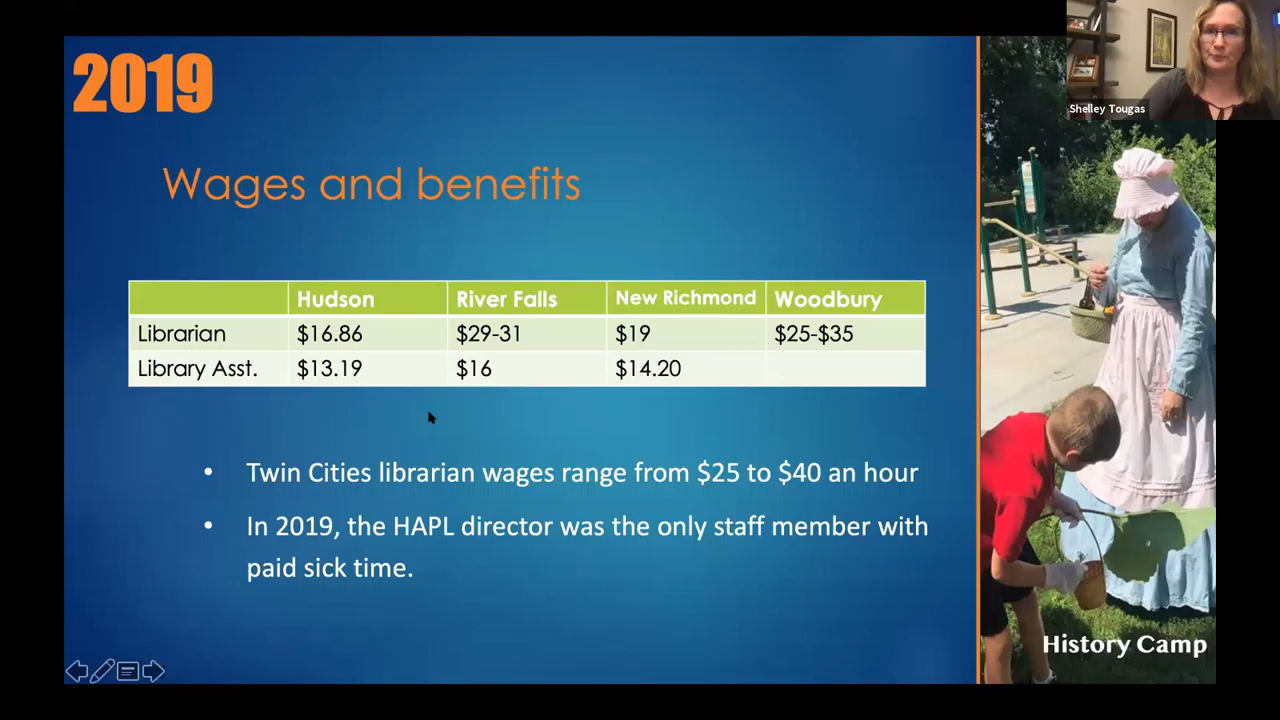 2019
Shelley Tougas
Wages and benefits
Hudson River Falls New Richmond Woodbury
Librarian $16.86 $29-31 $19 $25-$35
Library Asst. $13.19 $16 $14.20
• Twin Cities librarian wages range from $25 to $40 an hour
• In 2019, the HAPL director was the only staff member with
paid sick time.
History Camp